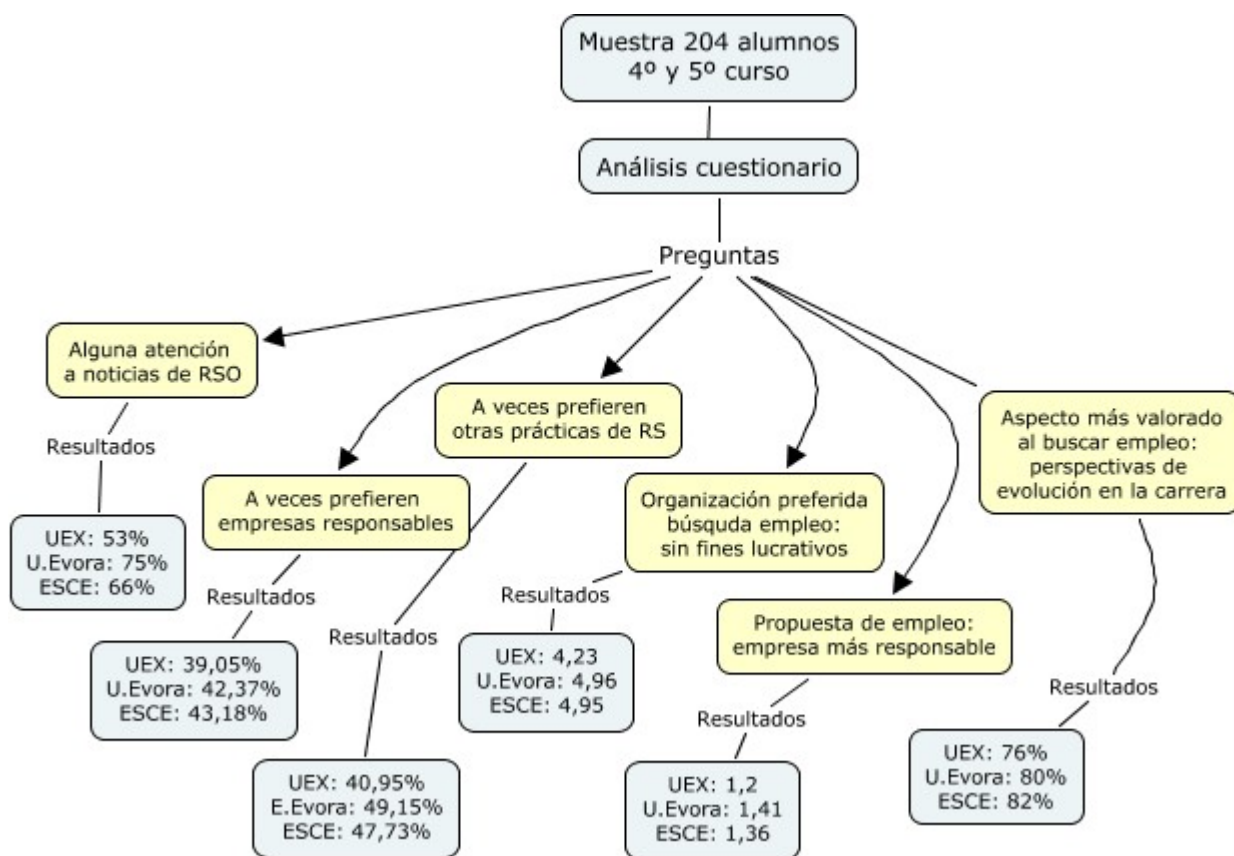 Muestra 204 alumnos
4º y 5º curso
Análisis cuestionario
Preguntas
Alguna atención
a noticias de RSO
Resultados
UEX: 53%
U.Evora: 75%
ESCE: 66%
A veces prefieren
empresas responsables
Resultados
UEX: 39,05%
U.Evora: 42,37%
ESCE: 43,18%
A veces prefieren
otras prácticas de RS
Resultados
UEX: 40,95%
E.Evora: 49,15%
ESCE: 47,73%
Organización preferida
búsquda empleo:
sin fines lucrativos
Resultados
UEX: 4,23
U.Evora: 4,96
ESCE: 4,95
Propuesta de empleo:
empresa más responsable
Resultados
UEX: 1,2
U.Evora: 1,41
ESCE: 1,36
Aspecto más valorado
al buscar empleo:
perspectivas de
evolución en la carrera
Resultados
UEX: 76%
U.Evora: 80%
ESCE: 82%